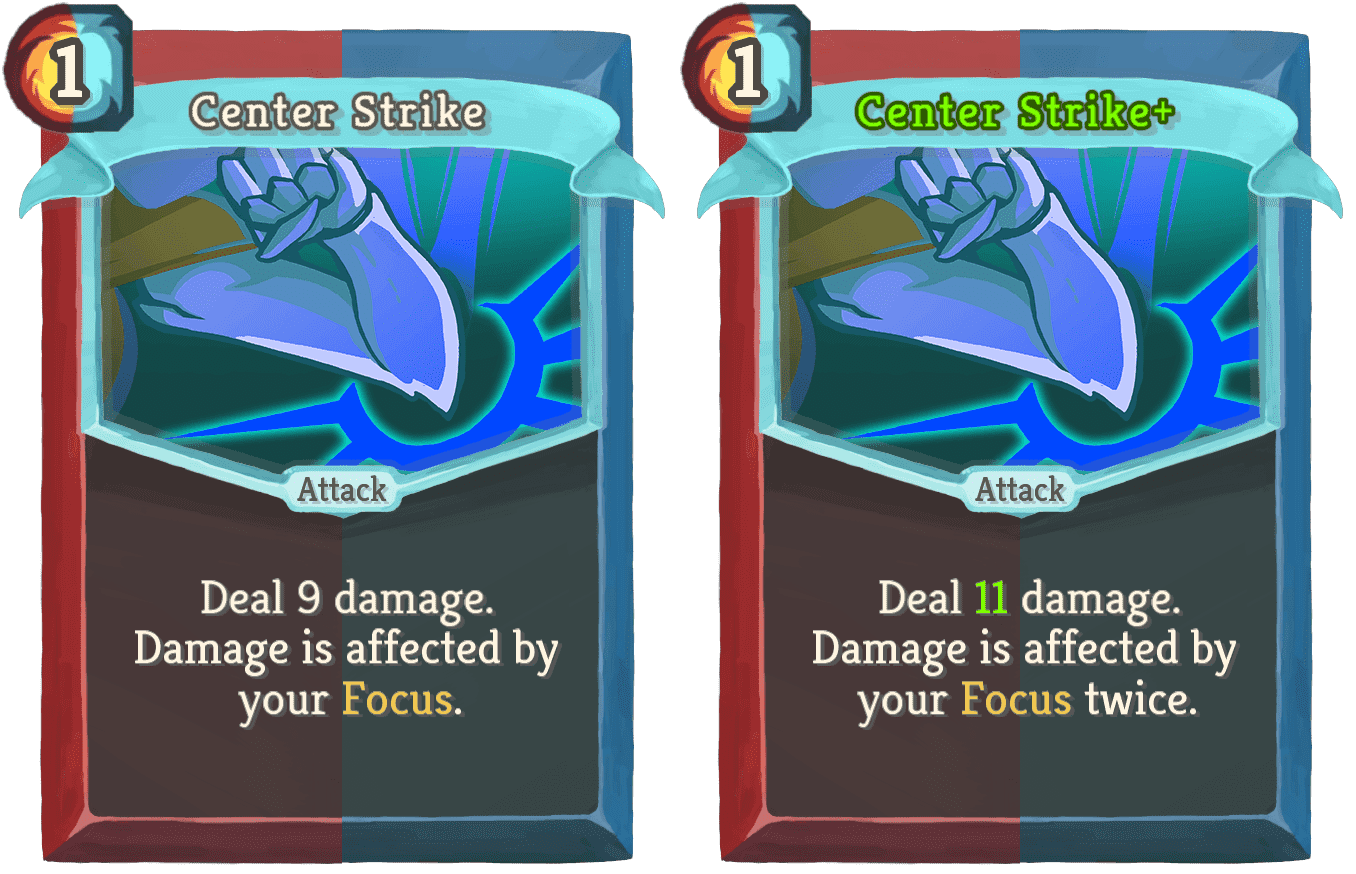 1
Center Strike
Attack
Deal 9 damage.
Damage is affected by
your Focus.
1
Center Strike+
Attack
Deal 11 damage.
Damage is affected by
your Focus twice.